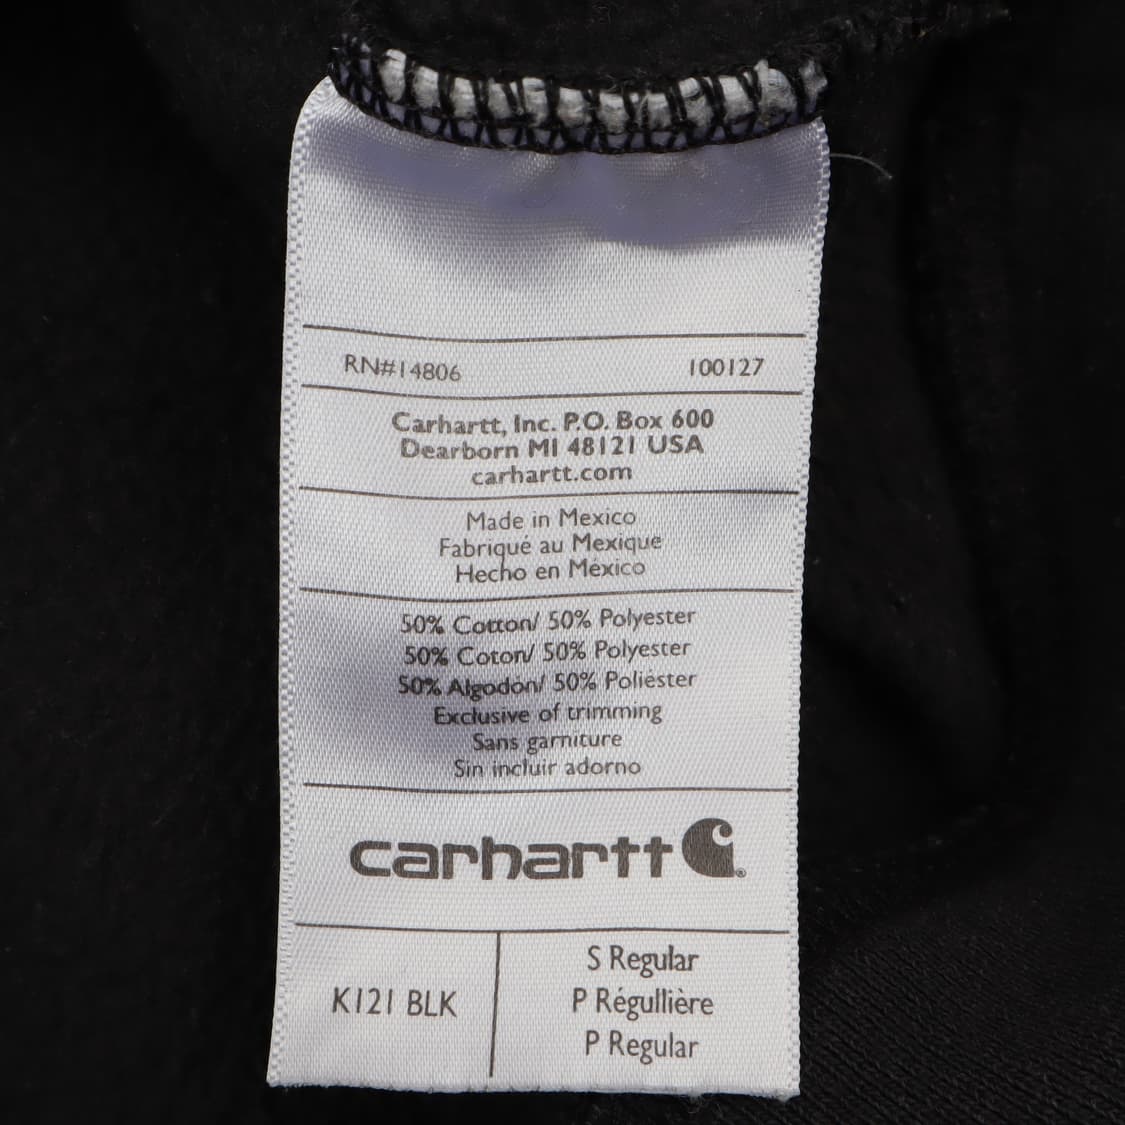 RN#14806 100127
Carhartt, Inc. P.O. Box 600
Dearborn MI 48121 USA
carhartt.com
Made in Mexico
Fabriqué au Mexique
Hecho en México
50% Cotton/ 50% Polyester
50% Coton/ 50% Polyester
50% Algodón/ 50% Poliéster
Exclusive of trimming
Sans garniture
Sin incluir adorno
carhartt ®
K121 BLK
S Regular
P Régullière
P Regular